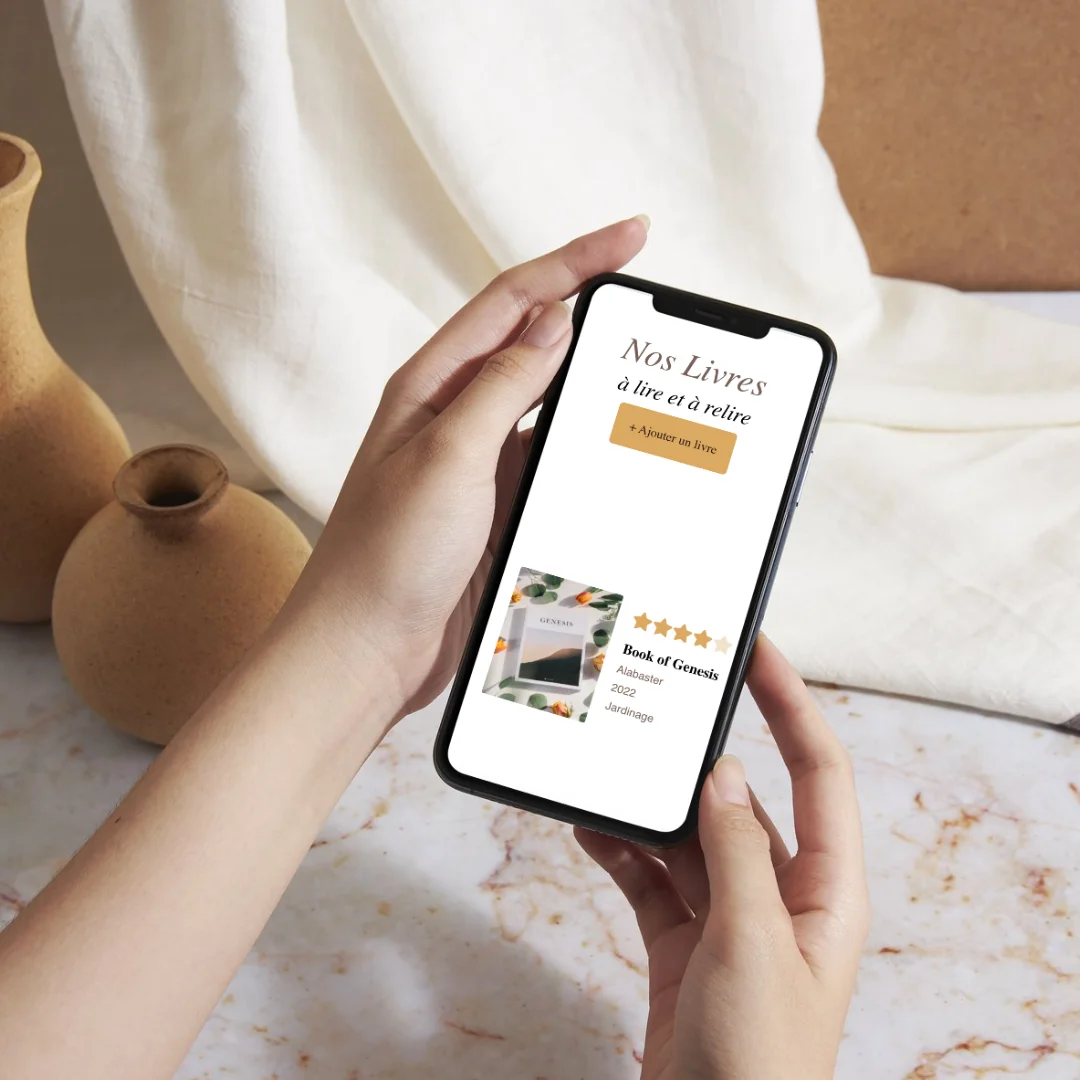 Nos Livres
à lire et à relire
+ Ajouter un livre
GENESIS
Book of Genesis
Alabaster
2022
Jardinage